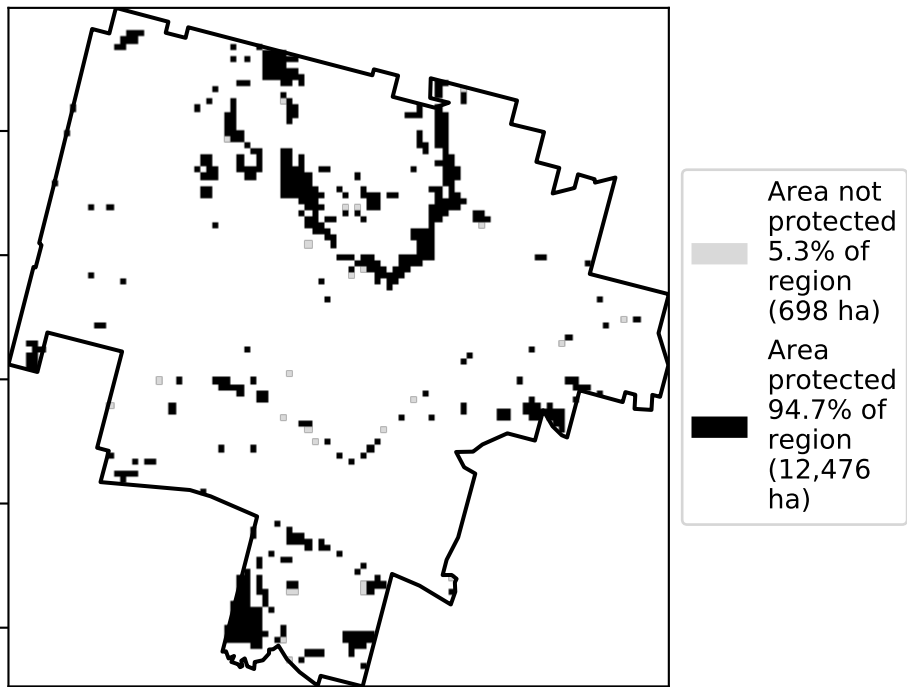 Area not
protected
5.3% of
region
(698 ha)
Area
protected
94.7% of
region
(12,476
ha)